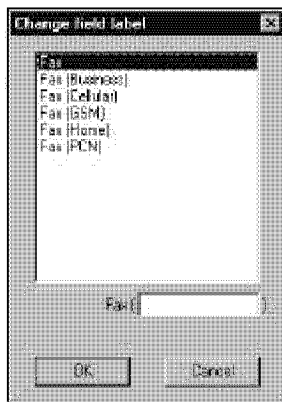 Change field label
Fax
Fax (Business)
Fax (Cellular)
Fax (GSM)
Fax (Home)
Fax (PCN)
Fax ( )
OK
Cancel